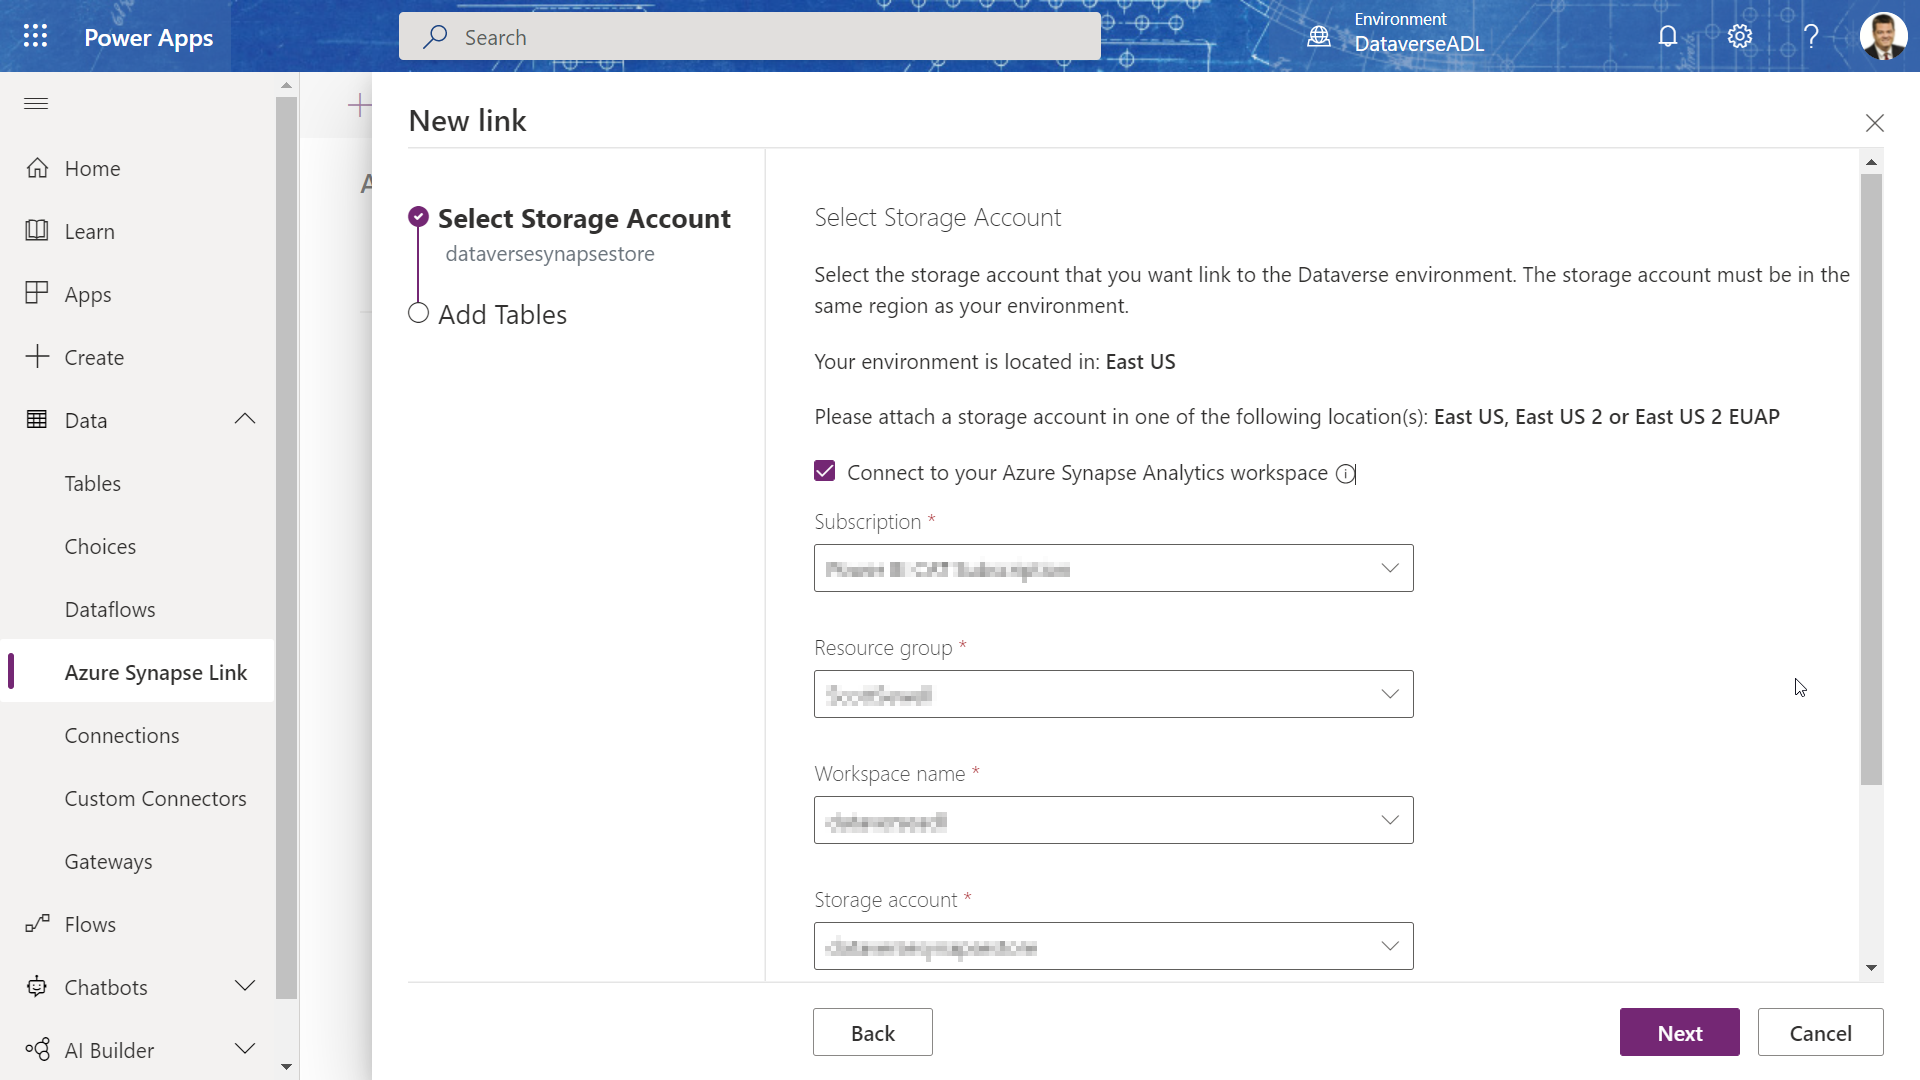 Power Apps
Search
Environment
DataverseADL
Home
Learn
Apps
Create
Data
Tables
Choices
Dataflows
Azure Synapse Link
Connections
Custom Connectors
Gateways
Flows
Chatbots
AI Builder
New link
Select Storage Account
dataversesynapsestore
Add Tables
Select Storage Account
Select the storage account that you want link to the Dataverse environment. The storage account must be in the
same region as your environment.
Your environment is located in: East US
Please attach a storage account in one of the following location(s): East US, East US 2 or East US 2 EUAP
Connect to your Azure Synapse Analytics workspace
Subscription *
Resource group *
Workspace name *
Storage account *
Back
Next
Cancel